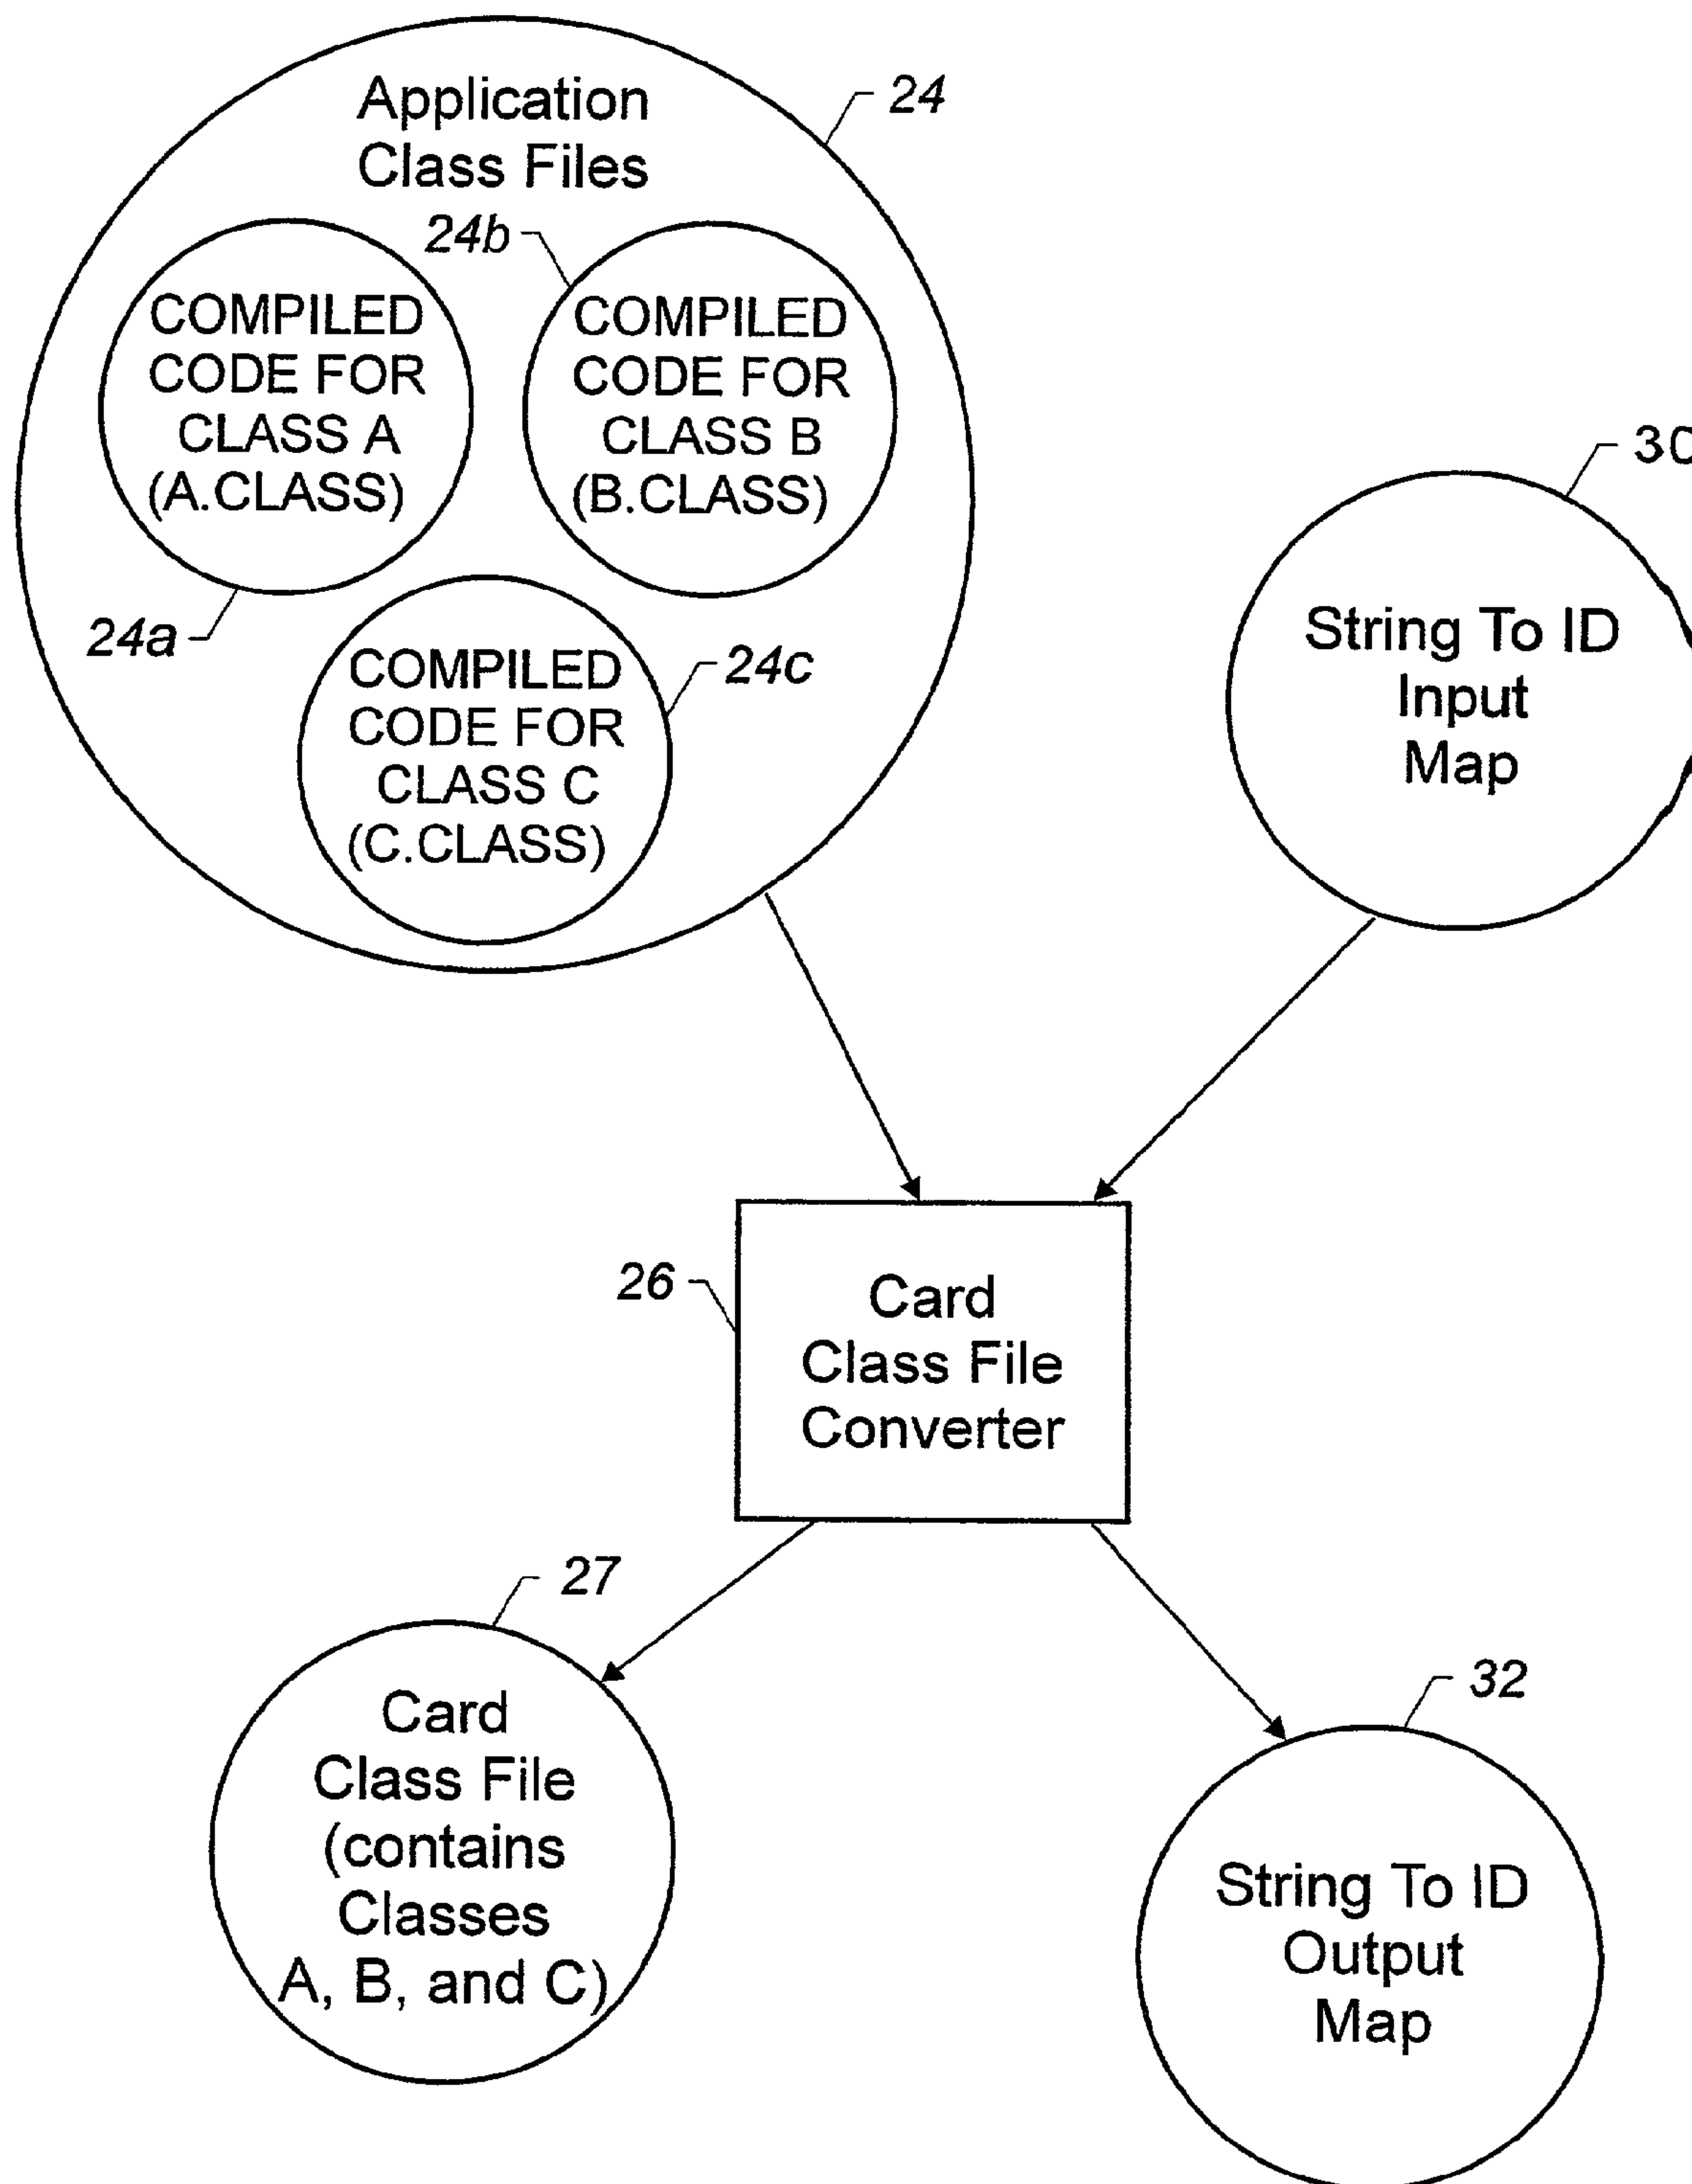 Application
Class Files
24
24b
COMPILED
CODE FOR
CLASS A
(A.CLASS)
COMPILED
CODE FOR
CLASS B
(B.CLASS)
24a
COMPILED
CODE FOR
CLASS C
(C.CLASS)
24c
30
String To ID
Input
Map
26
Card
Class File
Converter
27
Card
Class File
(contains
Classes
A, B, and C)
32
String To ID
Output
Map